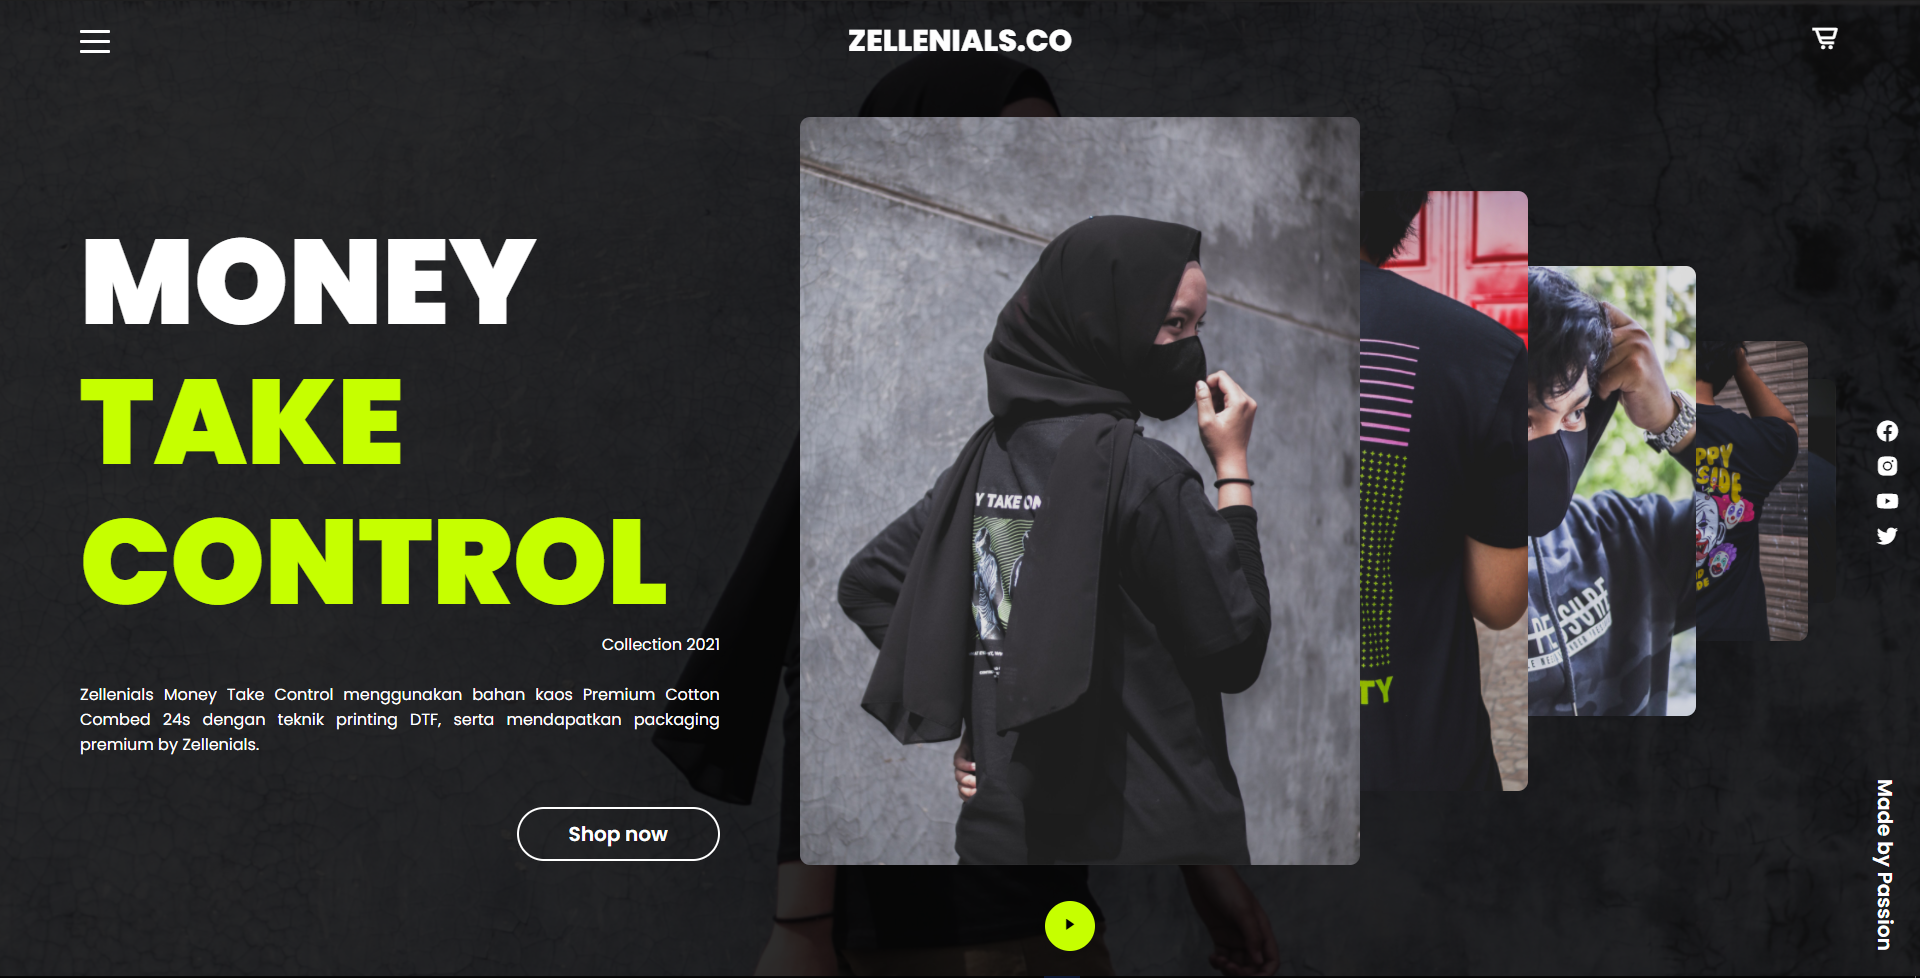 ZELLENIALS.CO
MONEY
TAKE
CONTROL
Collection 2021
Zellenials Money Take Control menggunakan bahan kaos Premium Cotton
Combed 24s dengan teknik printing DTF, serta mendapatkan packaging
premium by Zellenials.
Shop now
Y TAKE ON
TY
PPY
SIDE
Made by Passion